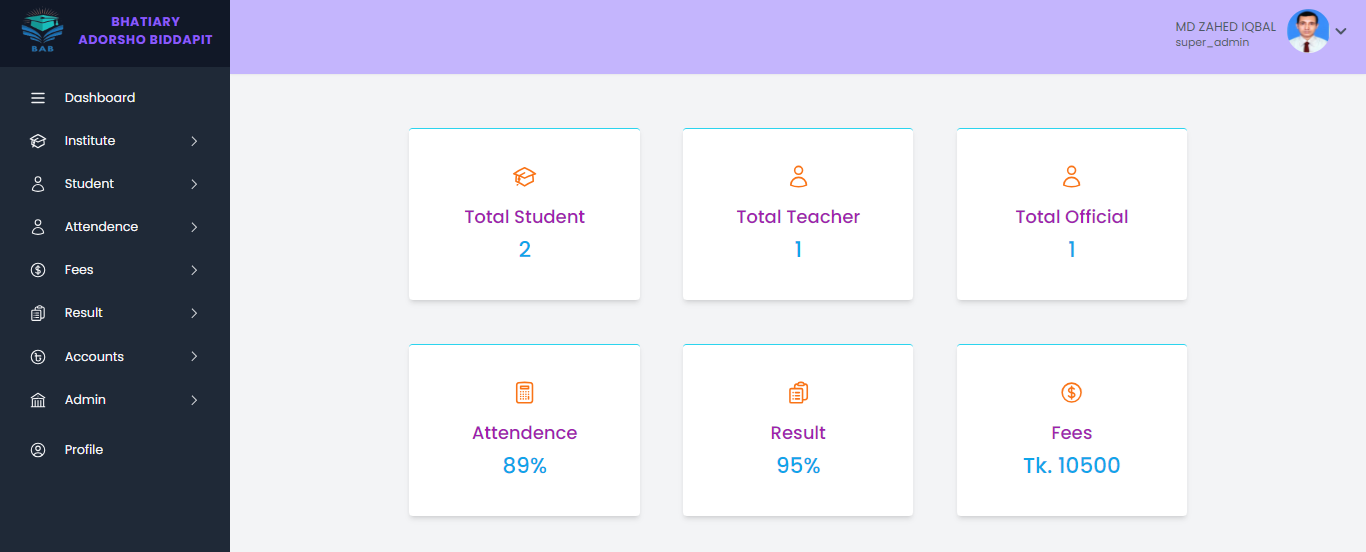 BHATIARY
ADORSHO BIDDAPIT
BAB
MD ZAHED IQBAL
super_admin
Dashboard
Institute
Student
Attendence
Fees
Result
Accounts
Admin
Profile
Total Student
2
Total Teacher
1
Total Official
1
Attendence
89%
Result
95%
Fees
Tk. 10500